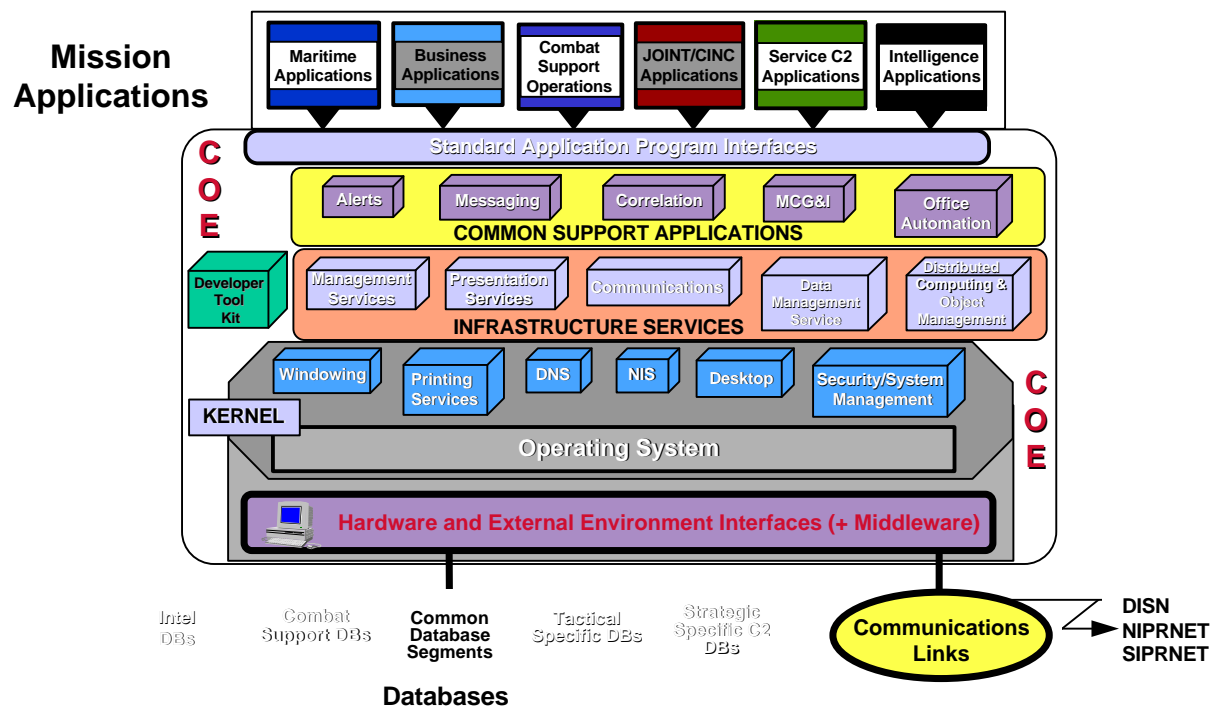 Mission
Applications
Maritime
Applications
Business
Applications
Combat
Support
Operations
JOINT/CINC
Applications
Service C2
Applications
Intelligence
Applications
C
O
E
Standard Application Program Interfaces
Alerts
Messaging
Correlation
MCG&I
Office
Automation
COMMON SUPPORT APPLICATIONS
Developer
Tool
Kit
Management
Services
Presentation
Services
Communications
Data
Management
Service
Distributed
Computing &
Object
Management
INFRASTRUCTURE SERVICES
Windowing
Printing
Services
DNS
NIS
Desktop
Security/System
Management
C
O
E
KERNEL
Operating System
Hardware and External Environment Interfaces (+ Middleware)
Intel
DBs
Combat
Support DBs
Common
Database
Segments
Tactical
Specific DBs
Strategic
Specific C2
DBs
Communications
Links
DISN
NIPRNET
SIPRNET
Databases